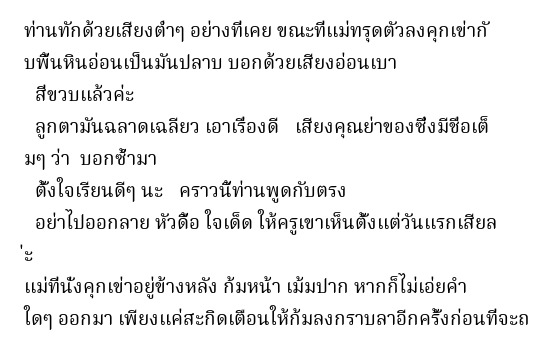 ท่านทักด้วยเสียงต่ำๆ อย่างที่เคย ขณะที่แม่ทรุดตัวลงคุกเข่ากั
บพื้นหินอ่อนเป็นมันปลาบ บอกด้วยเสียงอ่อนเบา
สี่ขวบแล้วค่ะ
ลูกตามันฉลาดเฉลียว เอาเรื่องดี เสียงคุณย่าของซึ่งมีชื่อเต็
มๆ ว่า บอกซ้ำมา
ตั้งใจเรียนดีๆ นะ คราวนี้ท่านพูดกับตรง
อย่าไปออกลาย หัวดื้อ ใจเด็ด ให้ครูเขาเห็นตั้งแต่วันแรกเสียล
่ะ
แม่ที่นั่งคุกเข่าอยู่ข้างหลัง ก้มหน้า เม้มปาก หากก็ไม่เอ่ยคำ
ใดๆ ออกมา เพียงแค่สะกิดเตือนให้ก้มลงกราบลาอีกครั้งก่อนที่จะถ